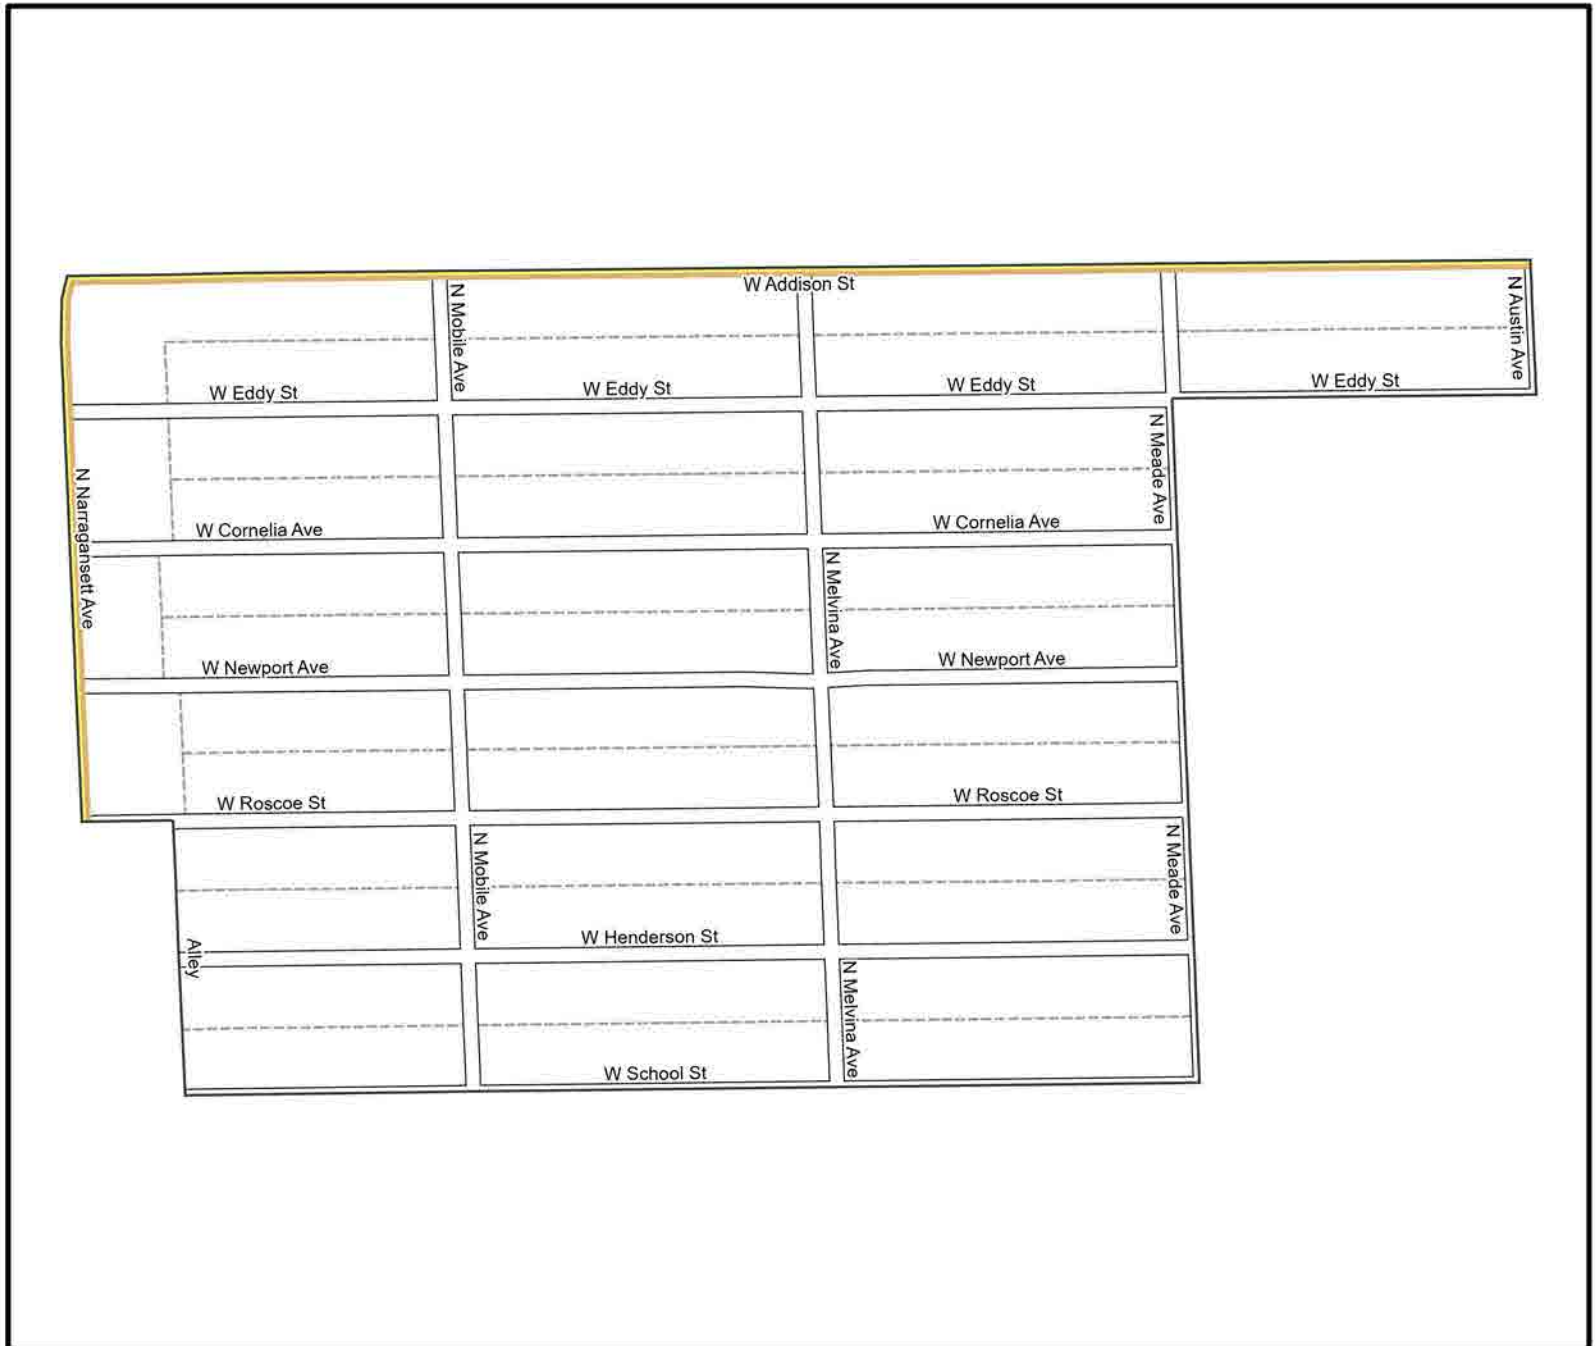 W Addison St
N Mobile Ave
N Austin Ave
W Eddy St
W Eddy St
W Eddy St
W Eddy St
N Narragansett Ave
N Meade Ave
W Cornelia Ave
W Cornelia Ave
N Melvina Ave
W Newport Ave
W Newport Ave
W Roscoe St
W Roscoe St
N Mobile Ave
N Meade Ave
W Henderson St
Alley
N Melvina Ave
W School St